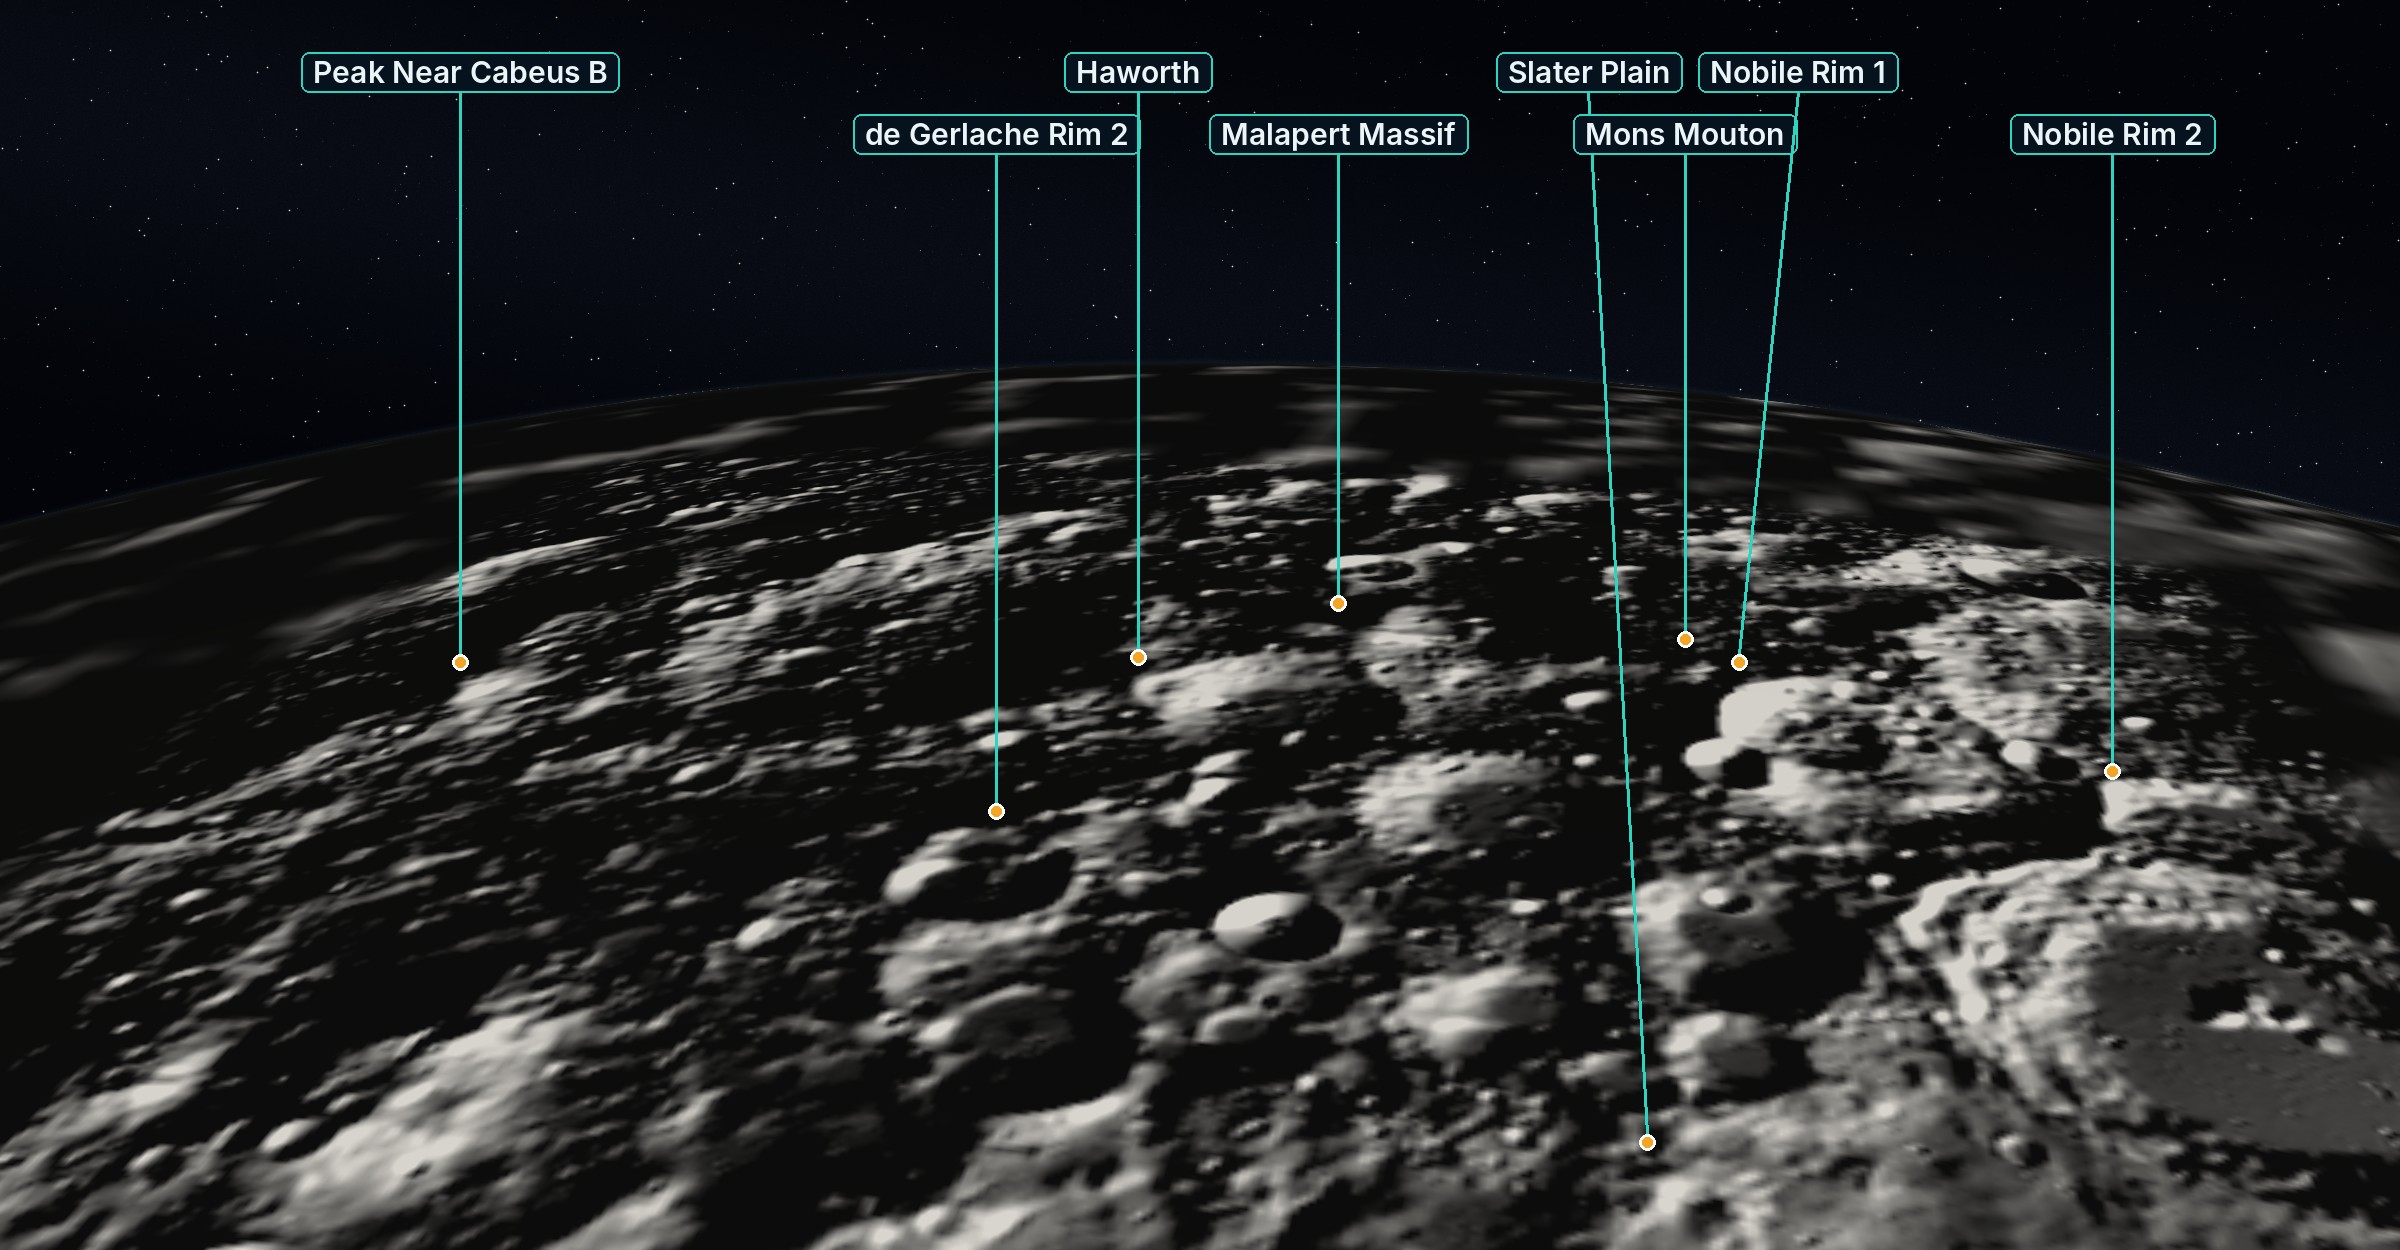 Peak Near Cabeus B
Haworth
Slater Plain
Nobile Rim 1
de Gerlache Rim 2
Malapert Massif
Mons Mouton
Nobile Rim 2